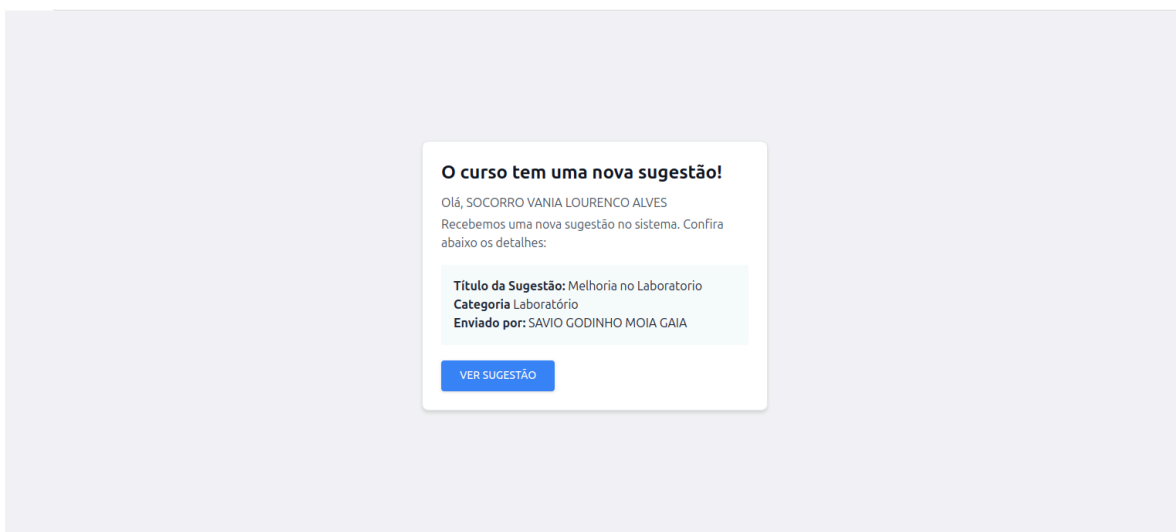 O curso tem uma nova sugestão!
Olá, SOCORRO VANIA LOURENCO ALVES
Recebemos uma nova sugestão no sistema. Confira
abaixo os detalhes:
Título da Sugestão: Melhoria no Laboratorio
Categoria Laboratório
Enviado por: SAVIO GODINHO MOIA GAIA
VER SUGESTÃO